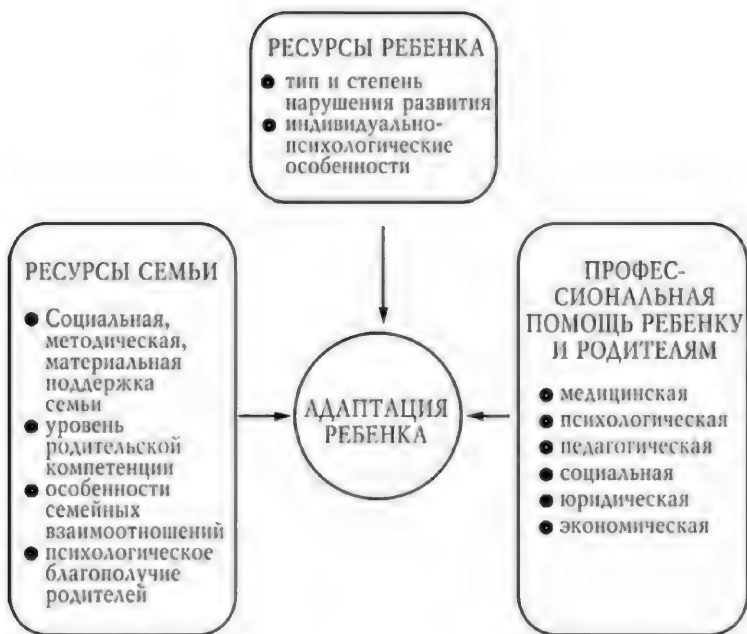 РЕСУРСЫ РЕБЕНКА
● тип и степень
нарушения развития
● индивидуально-
психологические
особенности
РЕСУРСЫ СЕМЬИ
● Социальная,
методическая,
материальная
поддержка
семьи
● уровень
родительской
компетенции
● особенности
семейных
взаимоотношений
● психологическое
благополучие
родителей
АДАПТАЦИЯ
РЕБЕНКА
ПРОФЕС-
СИОНАЛЬНАЯ
ПОМОЩЬ РЕБЕНКУ
И РОДИТЕЛЯМ
● медицинская
● психологическая
● педагогическая
● социальная
● юридическая
● экономическая